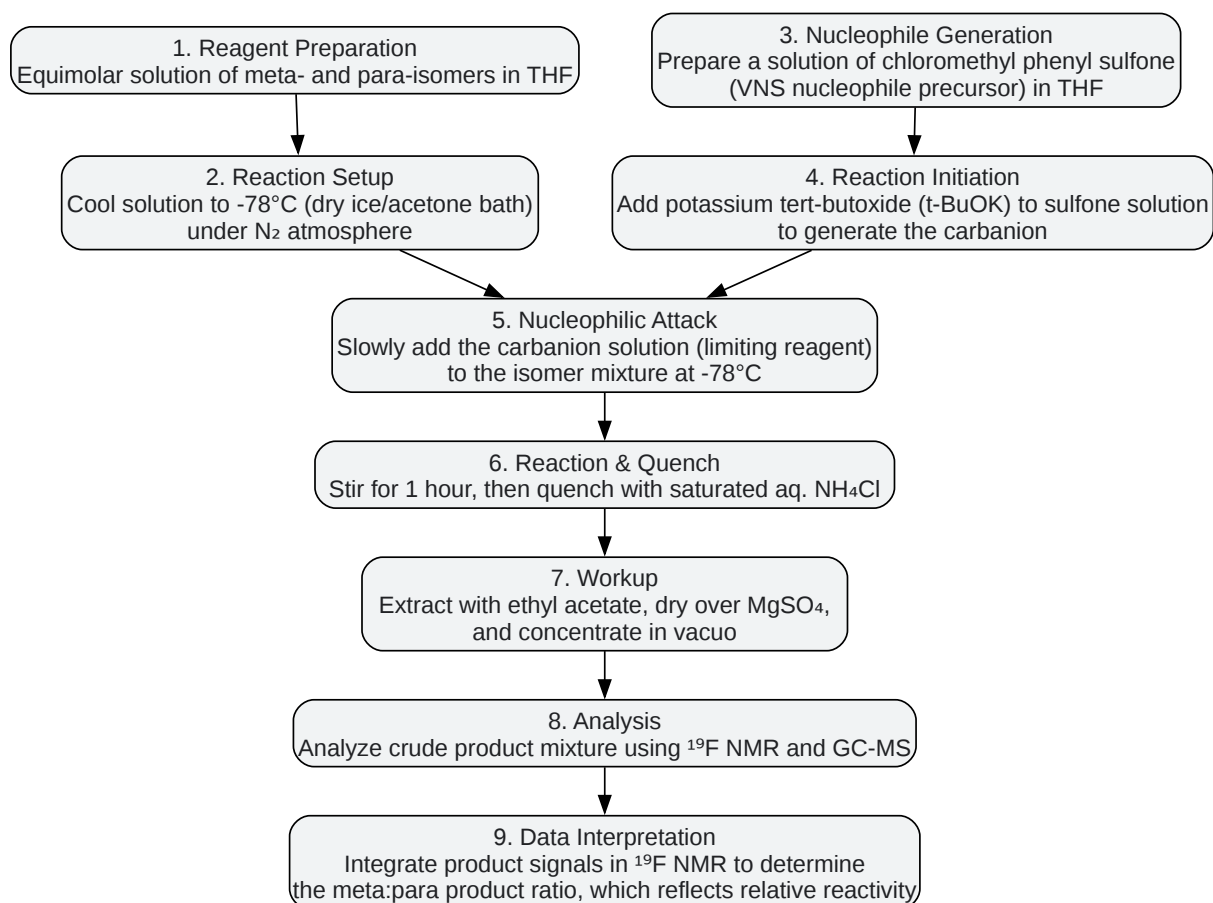 1. Reagent Preparation
Equimolar solution of meta- and para-isomers in THF
3. Nucleophile Generation
Prepare a solution of chloromethyl phenyl sulfone
(VNS nucleophile precursor) in THF
2. Reaction Setup
Cool solution to -78°C (dry ice/acetone bath)
under N₂ atmosphere
4. Reaction Initiation
Add potassium tert-butoxide (t-BuOK) to sulfone solution
to generate the carbanion
5. Nucleophilic Attack
Slowly add the carbanion solution (limiting reagent)
to the isomer mixture at -78°C
6. Reaction & Quench
Stir for 1 hour, then quench with saturated aq. NH₄Cl
7. Workup
Extract with ethyl acetate, dry over MgSO₄,
and concentrate in vacuo
8. Analysis
Analyze crude product mixture using ¹⁹F NMR and GC-MS
9. Data Interpretation
Integrate product signals in ¹⁹F NMR to determine
the meta:para product ratio, which reflects relative reactivity